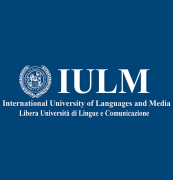 IULM
International University of Languages and Media
Libera Università di Lingue e Comunicazione